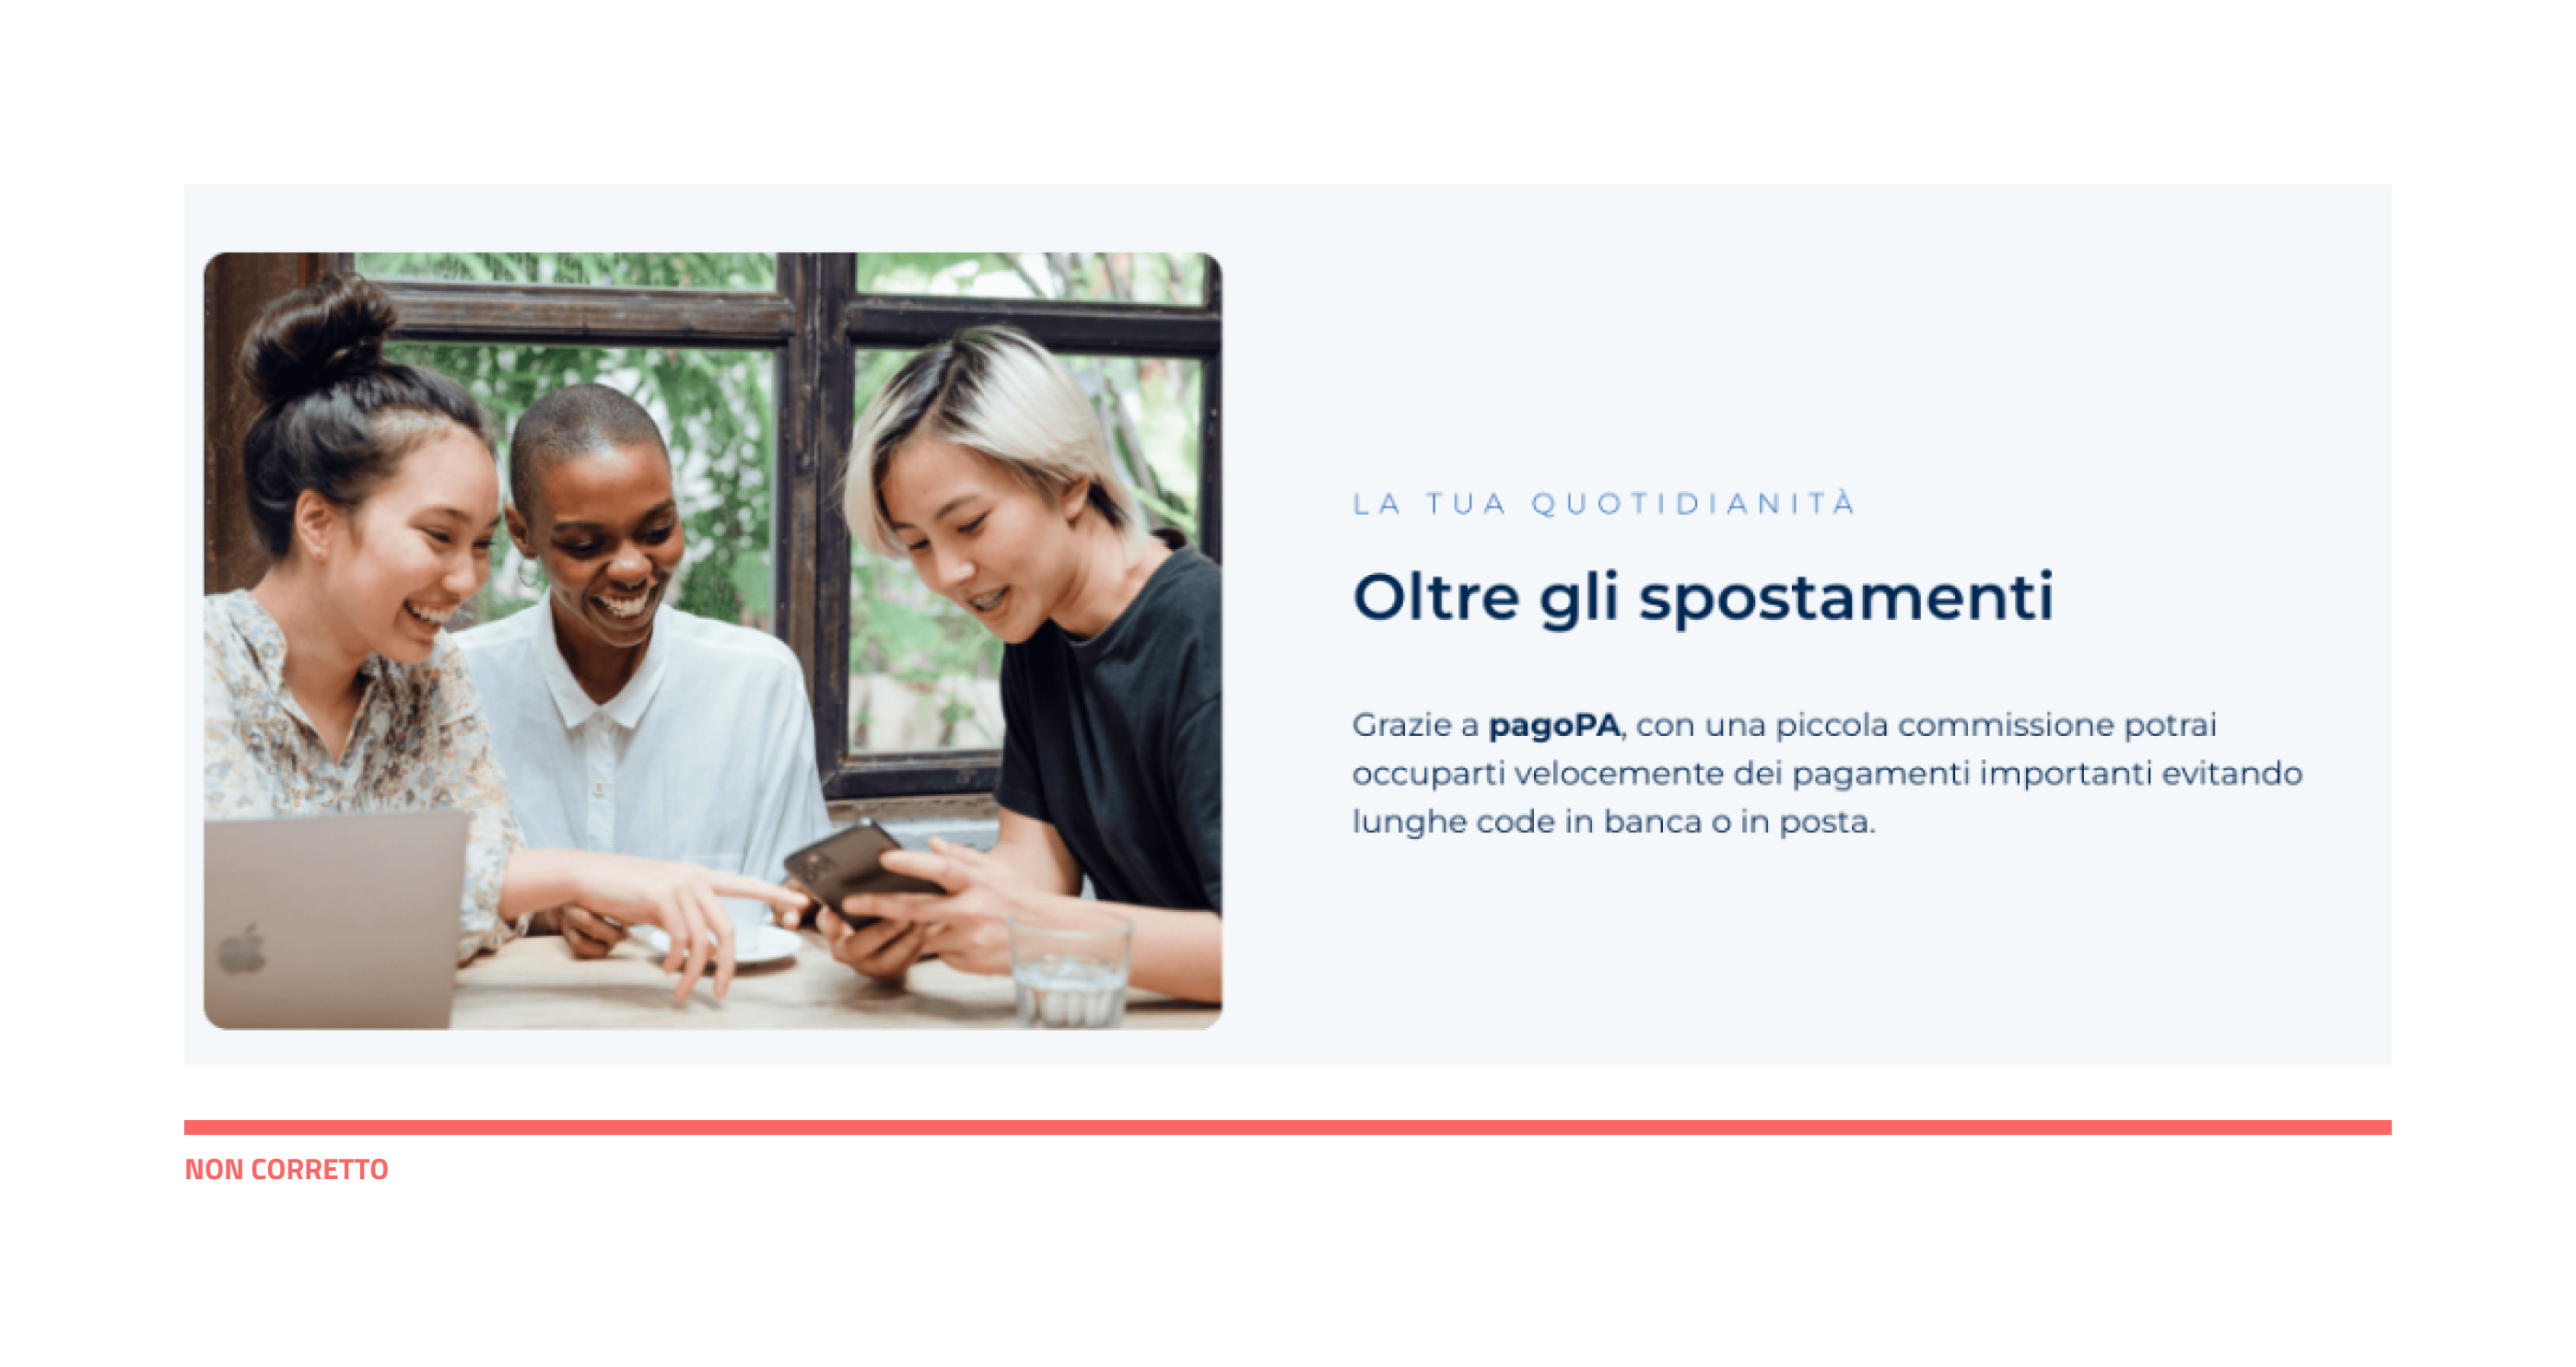 LA TUA QUOTIDIANITÀ
Oltre gli spostamenti
Grazie a pagoPA, con una piccola commissione potrai
occuparti velocemente dei pagamenti importanti evitando
lunghe code in banca o in posta.
NON CORRETTO